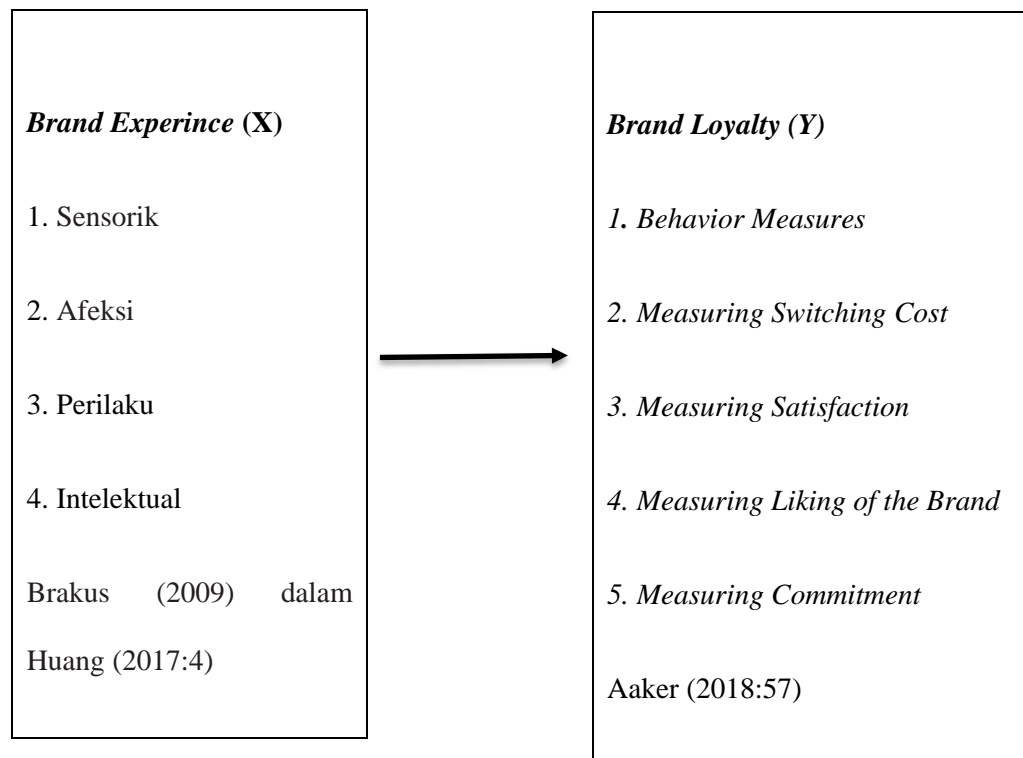 Brand Experince (X)
1. Sensorik
2. Afeksi
3. Perilaku
4. Intelektual
Brakus (2009) dalam
Huang (2017:4)
Brand Loyalty (Y)
1. Behavior Measures
2. Measuring Switching Cost
3. Measuring Satisfaction
4. Measuring Liking of the Brand
5. Measuring Commitment
Aaker (2018:57)